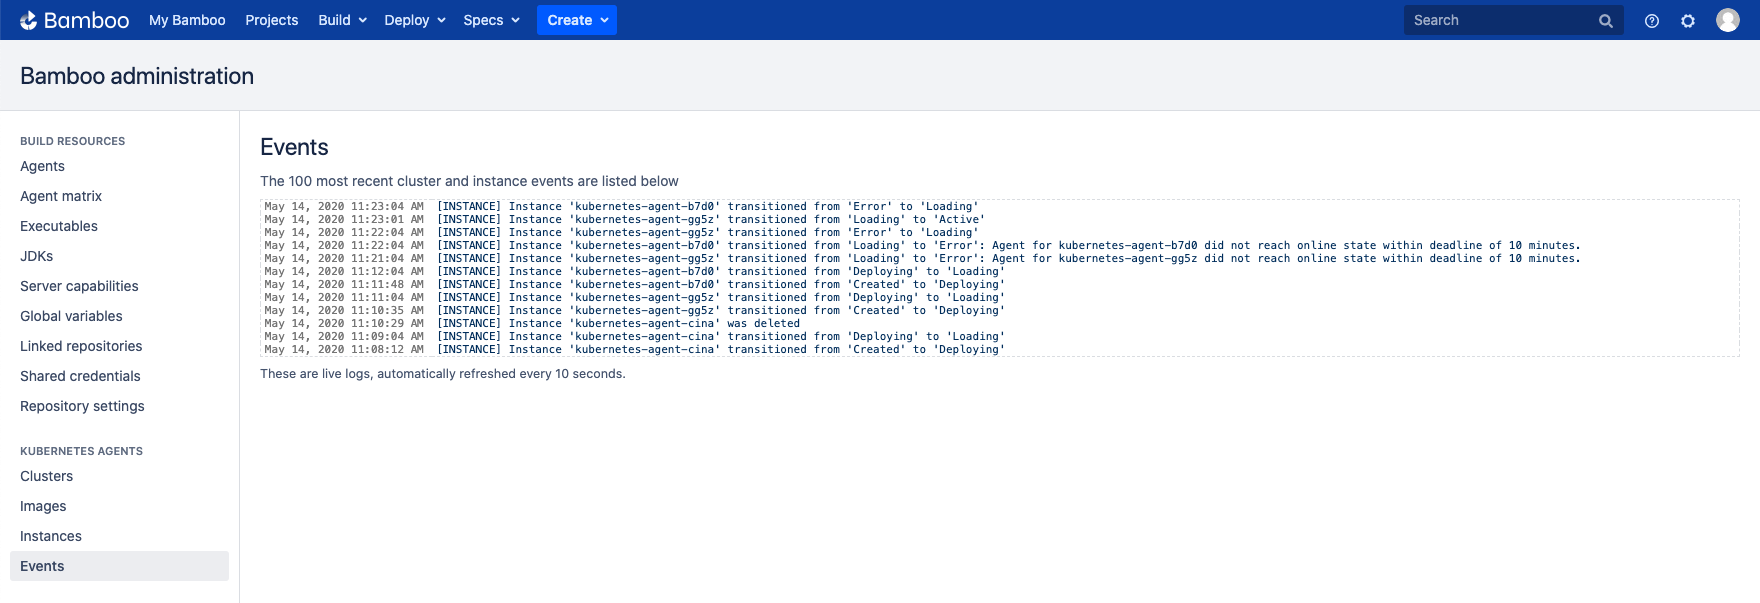 Bamboo My Bamboo Projects Build Deploy Specs Create Search
Bamboo administration
BUILD RESOURCES
Agents
Agent matrix
Executables
JDKs
Server capabilities
Global variables
Linked repositories
Shared credentials
Repository settings
KUBERNETES AGENTS
Clusters
Images
Instances
Events
Events
The 100 most recent cluster and instance events are listed below
May 14, 2020 11:23:04 AM [INSTANCE] Instance 'kubernetes-agent-b7d0' transitioned from 'Error' to 'Loading'
May 14, 2020 11:23:01 AM [INSTANCE] Instance 'kubernetes-agent-gg5z' transitioned from 'Loading' to 'Active'
May 14, 2020 11:22:04 AM [INSTANCE] Instance 'kubernetes-agent-gg5z' transitioned from 'Error' to 'Loading'
May 14, 2020 11:22:04 AM [INSTANCE] Instance 'kubernetes-agent-b7d0' transitioned from 'Loading' to 'Error': Agent for kubernetes-agent-b7d0 did not reach online state within deadline of 10 minutes.
May 14, 2020 11:21:04 AM [INSTANCE] Instance 'kubernetes-agent-gg5z' transitioned from 'Loading' to 'Error': Agent for kubernetes-agent-gg5z did not reach online state within deadline of 10 minutes.
May 14, 2020 11:12:04 AM [INSTANCE] Instance 'kubernetes-agent-b7d0' transitioned from 'Deploying' to 'Loading'
May 14, 2020 11:11:48 AM [INSTANCE] Instance 'kubernetes-agent-b7d0' transitioned from 'Created' to 'Deploying'
May 14, 2020 11:11:04 AM [INSTANCE] Instance 'kubernetes-agent-gg5z' transitioned from 'Deploying' to 'Loading'
May 14, 2020 11:10:35 AM [INSTANCE] Instance 'kubernetes-agent-gg5z' transitioned from 'Created' to 'Deploying'
May 14, 2020 11:10:29 AM [INSTANCE] Instance 'kubernetes-agent-cina' was deleted
May 14, 2020 11:09:04 AM [INSTANCE] Instance 'kubernetes-agent-cina' transitioned from 'Deploying' to 'Loading'
May 14, 2020 11:08:12 AM [INSTANCE] Instance 'kubernetes-agent-cina' transitioned from 'Created' to 'Deploying'
These are live logs, automatically refreshed every 10 seconds.